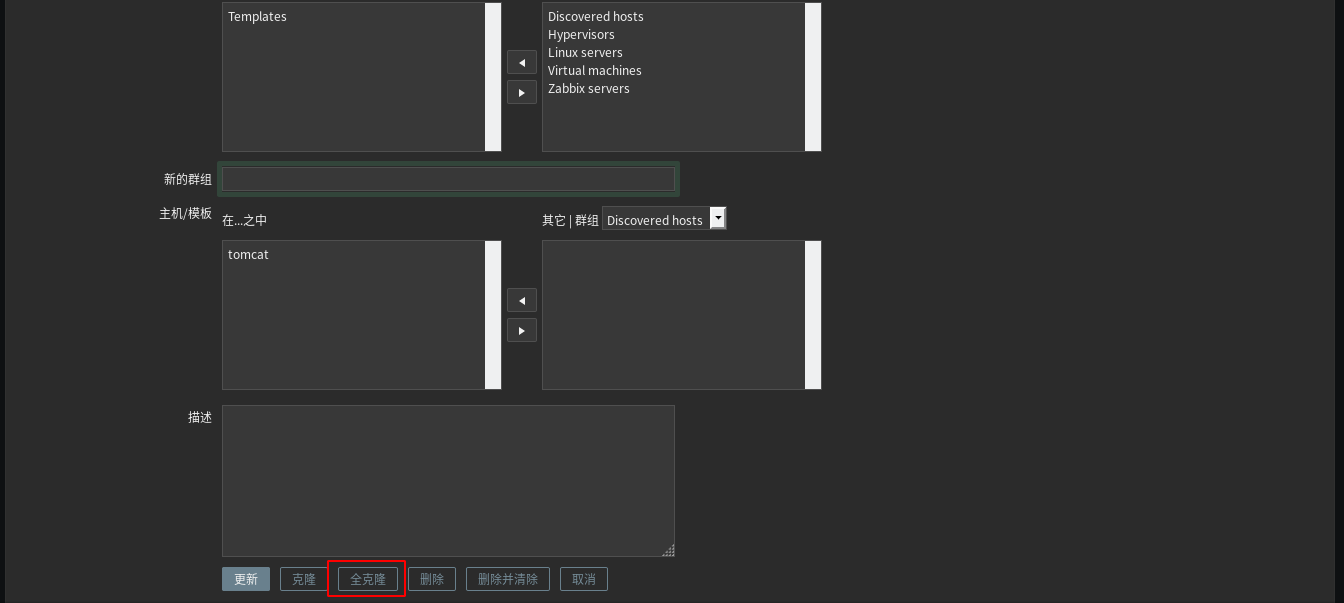 Templates
Discovered hosts
Hypervisors
Linux servers
Virtual machines
Zabbix servers
新的群组
主机/模板
在...之中
其它 | 群组 Discovered hosts
tomcat
描述
更新 克隆 全克隆 删除 删除并清除 取消